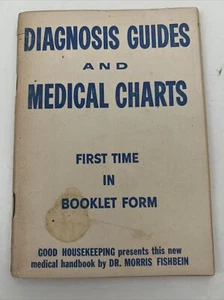 DIAGNOSIS GUIDES
AND
MEDICAL CHARTS
FIRST TIME
IN
BOOKLET FORM
GOOD HOUSEKEEPING presents this new
medical handbook by DR. MORRIS FISHBEIN